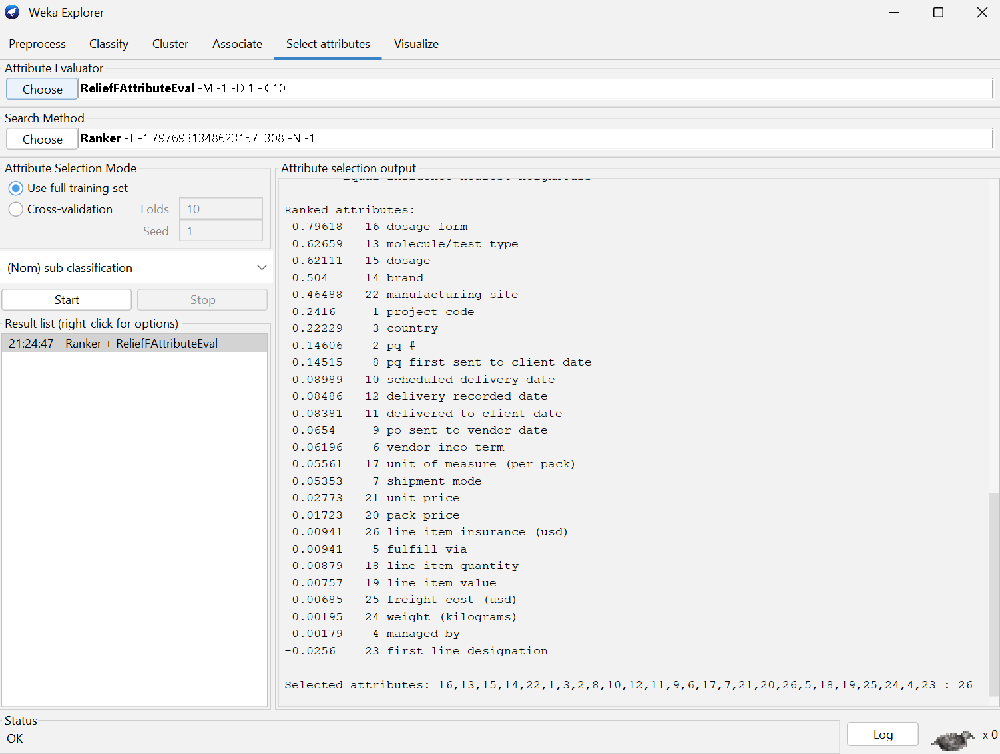 Weka Explorer
Preprocess Classify Cluster Associate Select attributes Visualize
Attribute Evaluator
Choose ReliefFAttributeEval -M -1 -D 1 -K 10
Search Method
Choose Ranker -T -1.7976931348623157E308 -N -1
Attribute Selection Mode
Use full training set
Cross-validation Folds 10
Seed 1
(Nom) sub classification
Start Stop
Result list (right-click for options)
21:24:47 - Ranker + ReliefFAttributeEval
Attribute selection output
Ranked attributes:
0.79618 16 dosage form
0.62659 13 molecule/test type
0.62111 15 dosage
0.504 14 brand
0.46488 22 manufacturing site
0.2416 1 project code
0.22229 3 country
0.14606 2 pq #
0.14515 8 pq first sent to client date
0.08989 10 scheduled delivery date
0.08486 12 delivery recorded date
0.08381 11 delivered to client date
0.0654 9 po sent to vendor date
0.06196 6 vendor inco term
0.05561 17 unit of measure (per pack)
0.05353 7 shipment mode
0.02773 21 unit price
0.01723 20 pack price
0.00941 26 line item insurance (usd)
0.00941 5 fulfill via
0.00879 18 line item quantity
0.00757 19 line item value
0.00685 25 freight cost (usd)
0.00195 24 weight (kilograms)
0.00179 4 managed by
-0.0256 23 first line designation
Selected attributes: 16,13,15,14,22,1,3,2,8,10,12,11,9,6,17,7,21,20,26,5,18,19,25,24,4,23 : 26
Status
OK
Log x 0